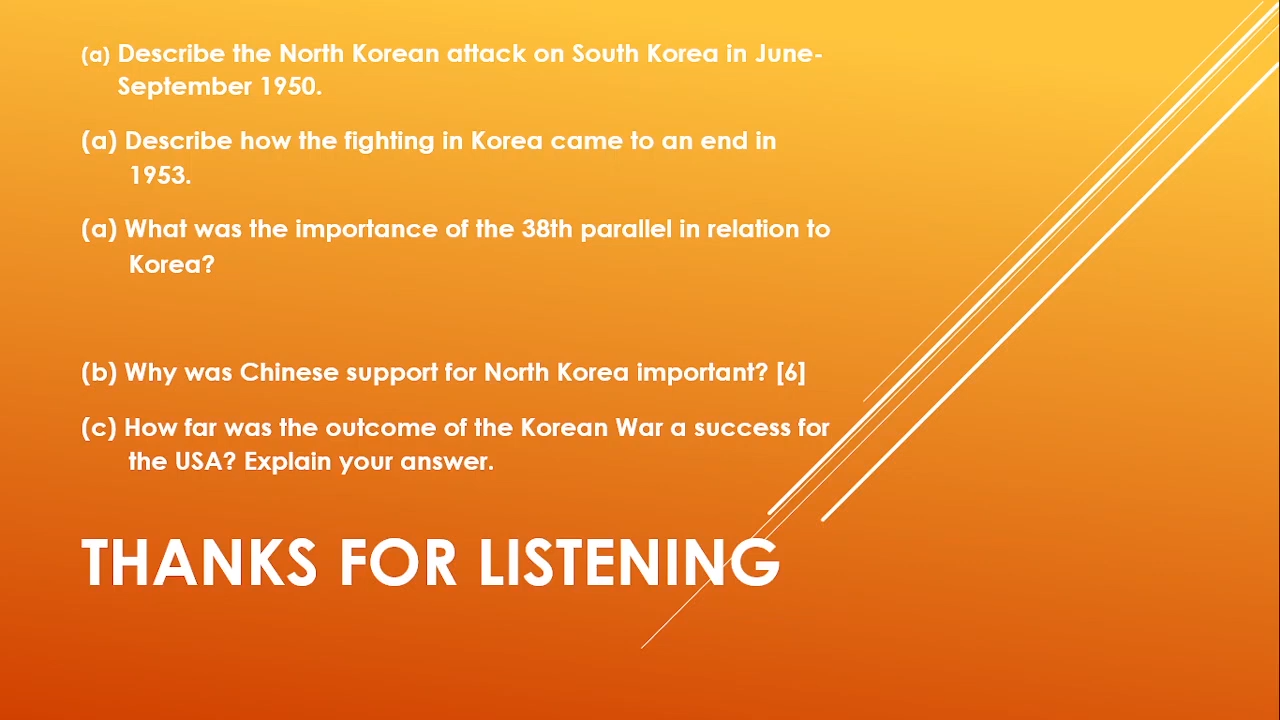 (a) Describe the North Korean attack on South Korea in June-
September 1950.
(a) Describe how the fighting in Korea came to an end in
1953.
(a) What was the importance of the 38th parallel in relation to
Korea?
(b) Why was Chinese support for North Korea important? [6]
(c) How far was the outcome of the Korean War a success for
the USA? Explain your answer.
THANKS FOR LISTENING